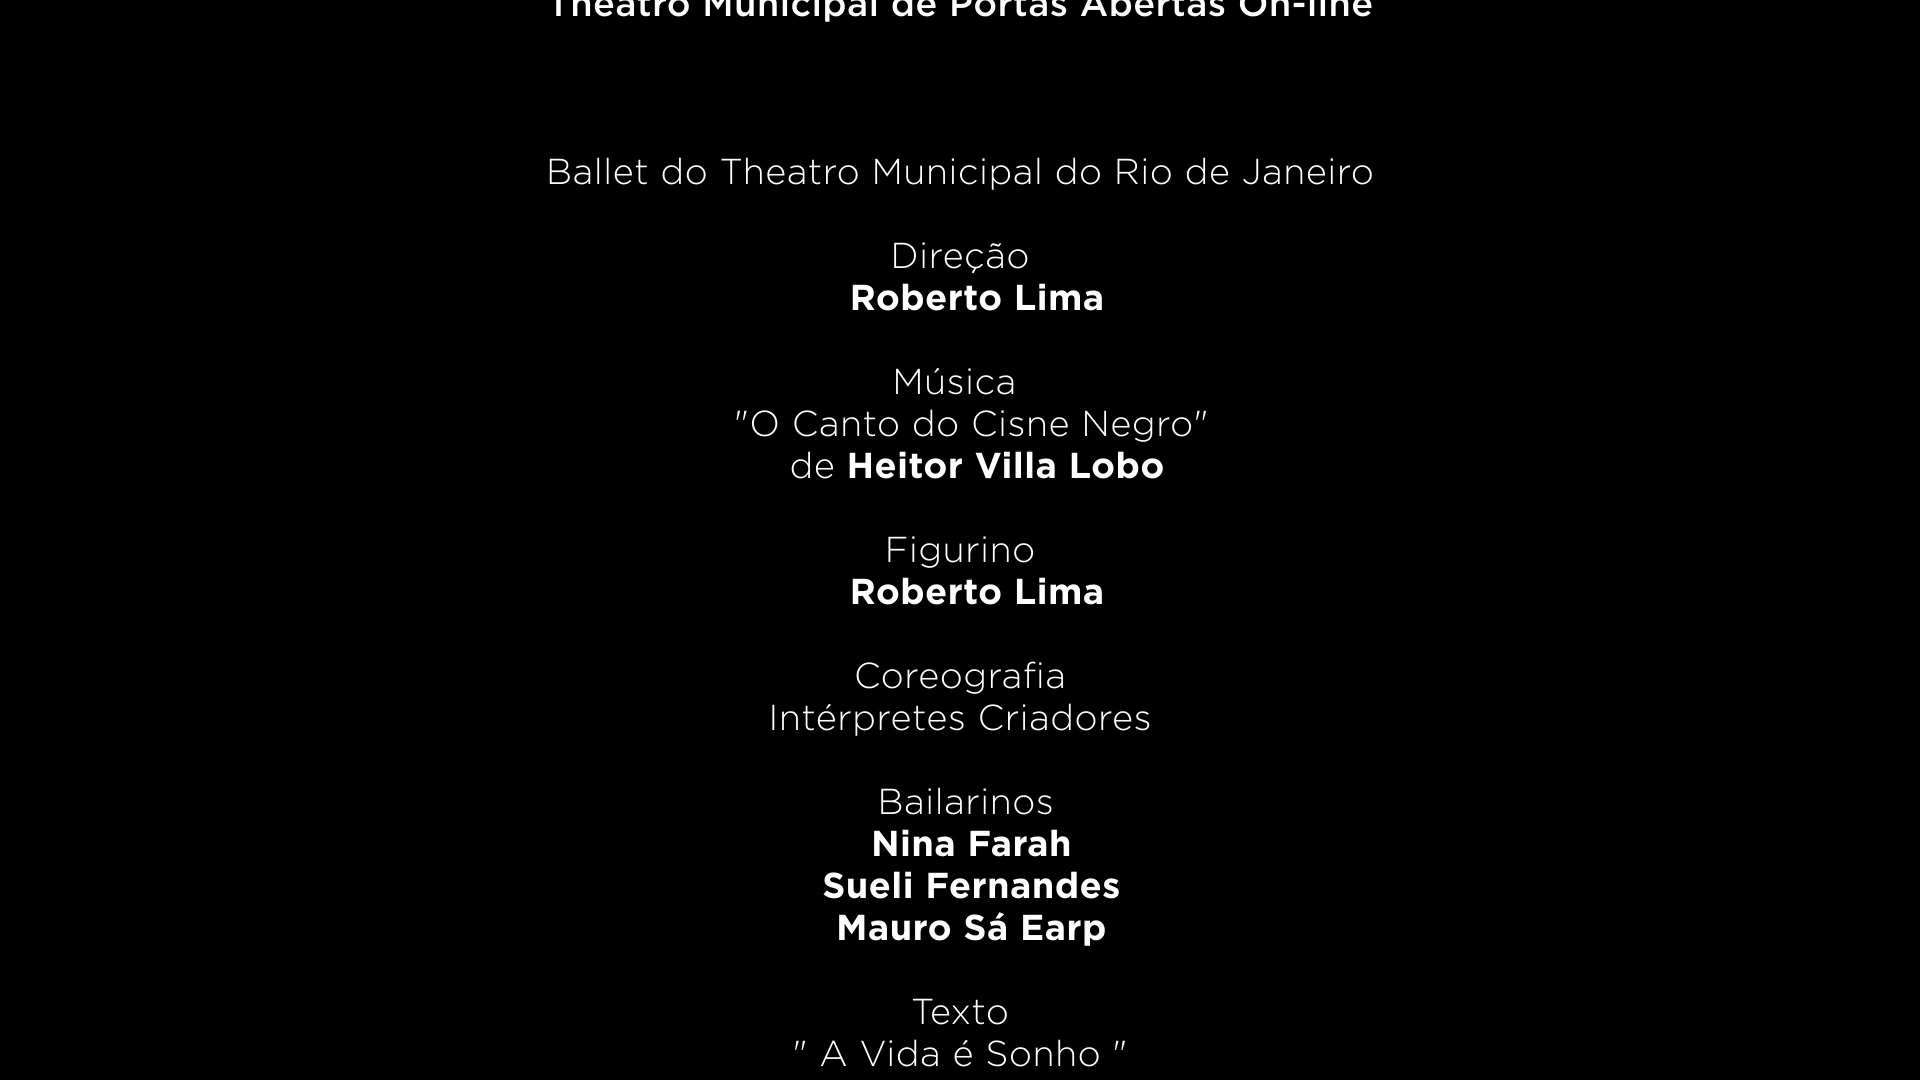 Theatro Municipal de Portas Abertas On-line
Ballet do Theatro Municipal do Rio de Janeiro
Direção
Roberto Lima
Música
"O Canto do Cisne Negro"
de Heitor Villa Lobo
Figurino
Roberto Lima
Coreografia
Intérpretes Criadores
Bailarinos
Nina Farah
Sueli Fernandes
Mauro Sá Earp
Texto
" A Vida é Sonho "